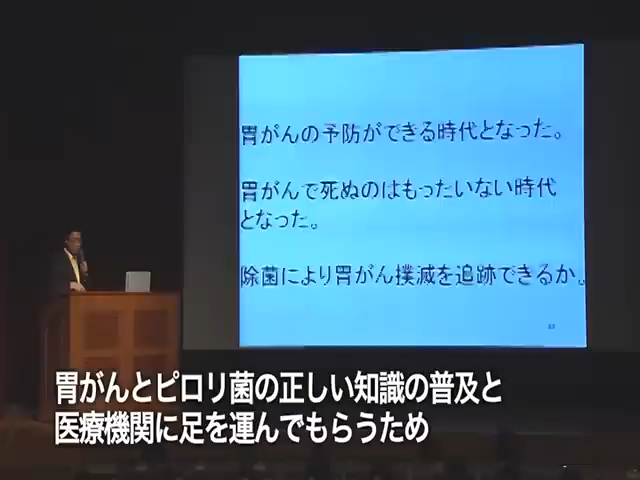 胃がんの予防ができる時代となった。
胃がんで死ぬのはもったいない時代
となった。
除菌により胃がん撲滅を追跡できるか。
胃がんとピロリ菌の正しい知識の普及と
医療機関に足を運んでもらうため